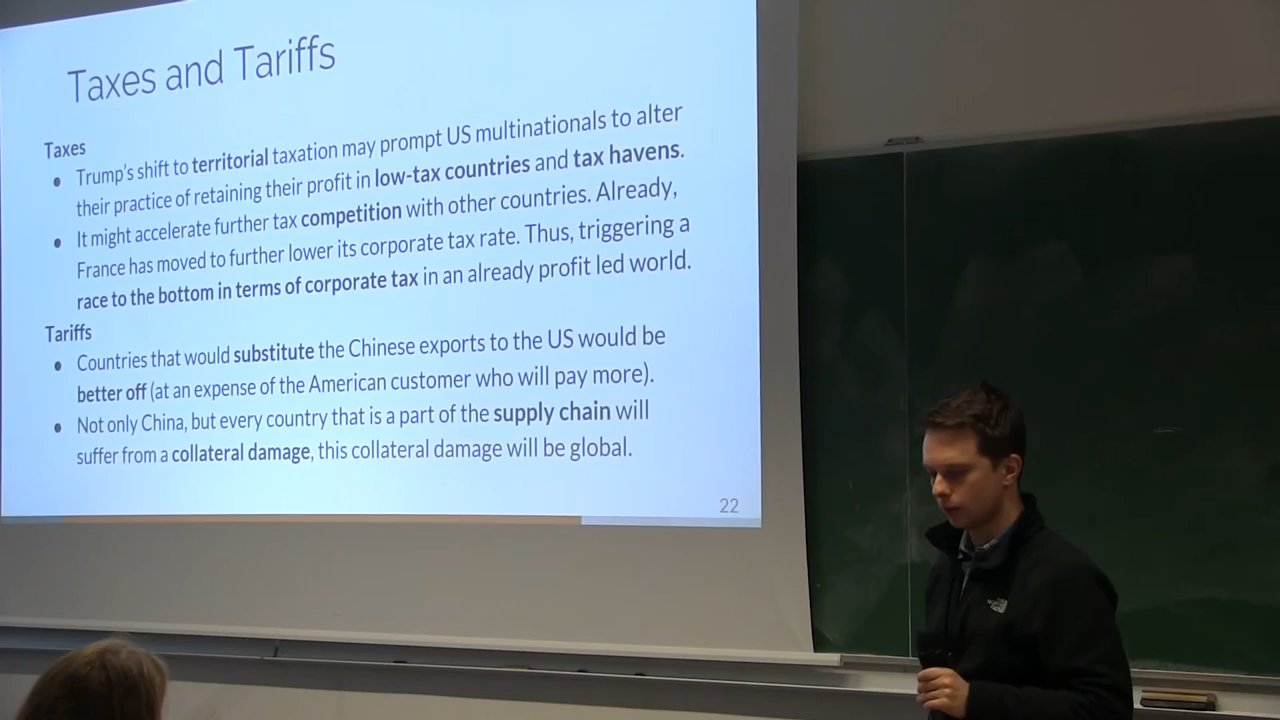 Taxes and Tariffs
Taxes
● Trump's shift to territorial taxation may prompt US multinationals to alter
their practice of retaining their profit in low-tax countries and tax havens.
● It might accelerate further tax competition with other countries. Already,
France has moved to further lower its corporate tax rate. Thus, triggering a
race to the bottom in terms of corporate tax in an already profit led world.
Tariffs
● Countries that would substitute the Chinese exports to the US would be
better off (at an expense of the American customer who will pay more).
● Not only China, but every country that is a part of the supply chain will
suffer from a collateral damage, this collateral damage will be global.
22